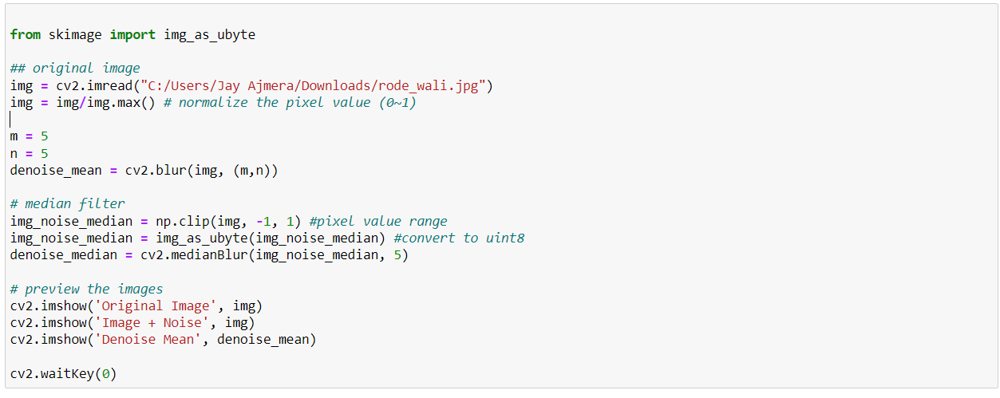 from skimage import img_as_ubyte
## original image
img = cv2.imread("C:/Users/Jay Ajmera/Downloads/rode_wali.jpg")
img = img/img.max() # normalize the pixel value (0~1)
m = 5
n = 5
denoise_mean = cv2.blur(img, (m,n))
# median filter
img_noise_median = np.clip(img, -1, 1) #pixel value range
img_noise_median = img_as_ubyte(img_noise_median) #convert to uint8
denoise_median = cv2.medianBlur(img_noise_median, 5)
# preview the images
cv2.imshow('Original Image', img)
cv2.imshow('Image + Noise', img)
cv2.imshow('Denoise Mean', denoise_mean)
cv2.waitKey(0)